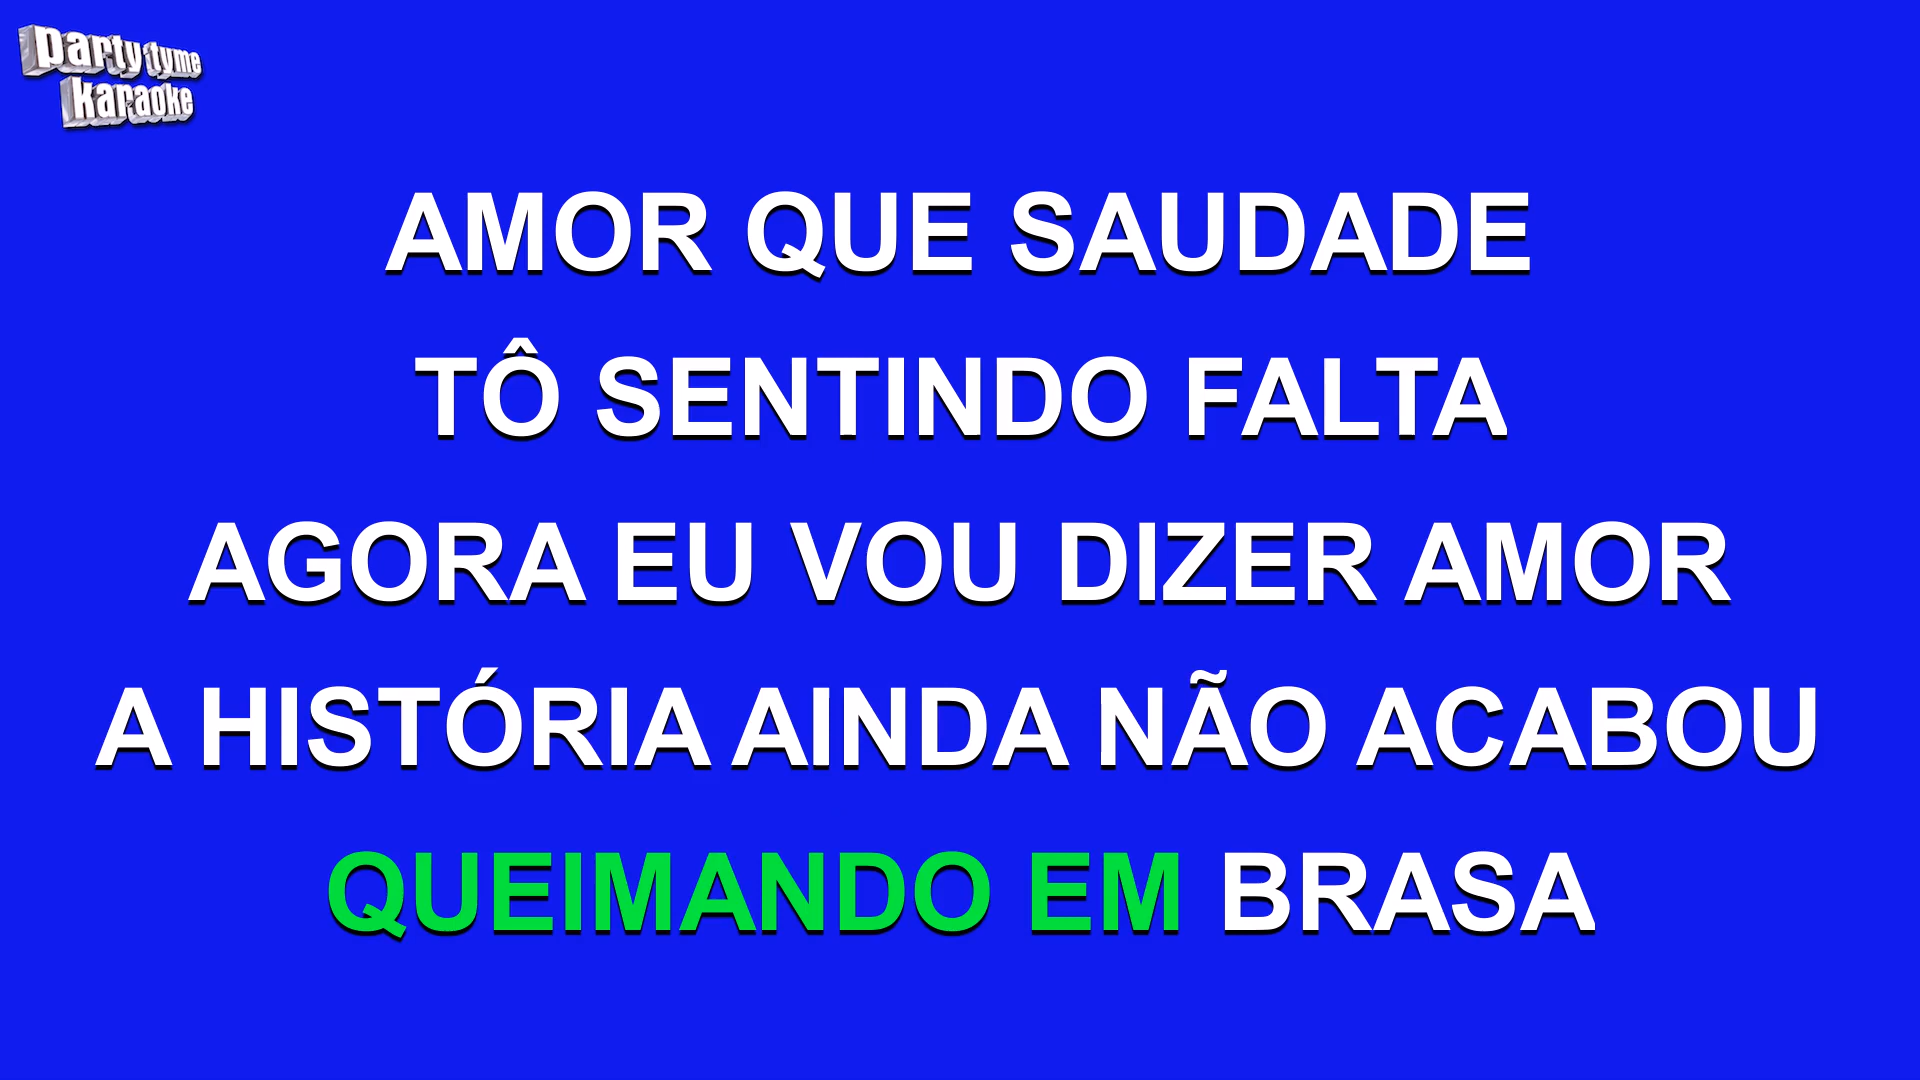 party tyme
karaoke
AMOR QUE SAUDADE
TÔ SENTINDO FALTA
AGORA EU VOU DIZER AMOR
A HISTÓRIA AINDA NÃO ACABOU
QUEIMANDO EM BRASA